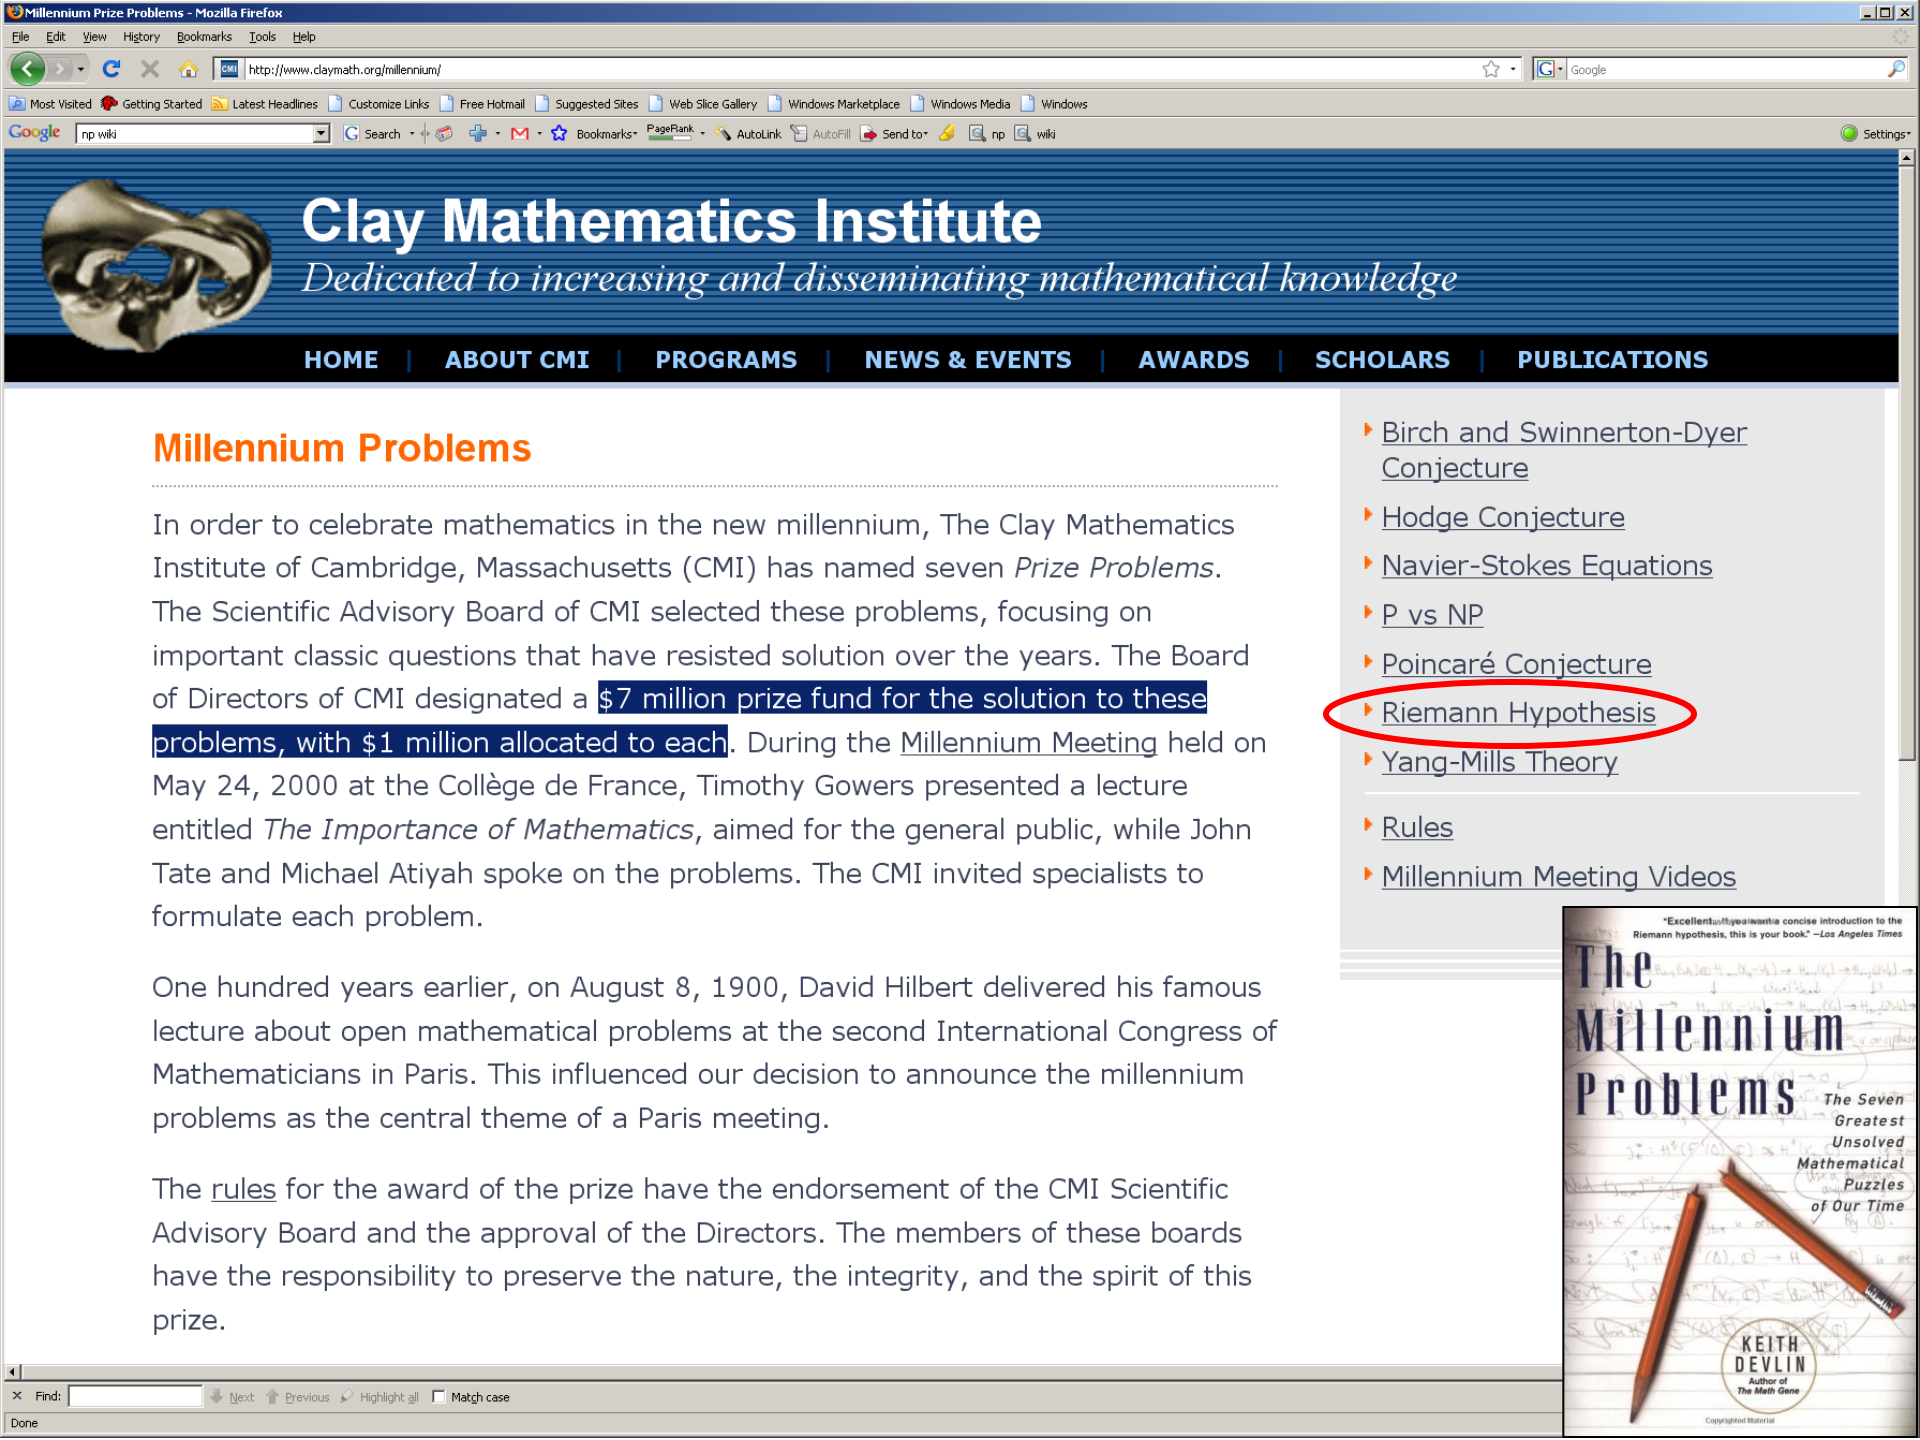 Millennium Prize Problems - Mozilla Firefox
File Edit View History Bookmarks Tools Help
CMI http://www.claymath.org/millennium/ G Google
Most Visited Getting Started Latest Headlines Customize Links Free Hotmail Suggested Sites Web Slice Gallery Windows Marketplace Windows Media Windows
Google np wiki G Search Bookmarks PageRank AutoLink AutoFill Send to np wiki Settings
Clay Mathematics Institute
Dedicated to increasing and disseminating mathematical knowledge
HOME | ABOUT CMI | PROGRAMS | NEWS & EVENTS | AWARDS | SCHOLARS | PUBLICATIONS
Millennium Problems
In order to celebrate mathematics in the new millennium, The Clay Mathematics
Institute of Cambridge, Massachusetts (CMI) has named seven Prize Problems.
The Scientific Advisory Board of CMI selected these problems, focusing on
important classic questions that have resisted solution over the years. The Board
of Directors of CMI designated a $7 million prize fund for the solution to these
problems, with $1 million allocated to each. During the Millennium Meeting held on
May 24, 2000 at the Collège de France, Timothy Gowers presented a lecture
entitled The Importance of Mathematics, aimed for the general public, while John
Tate and Michael Atiyah spoke on the problems. The CMI invited specialists to
formulate each problem.
One hundred years earlier, on August 8, 1900, David Hilbert delivered his famous
lecture about open mathematical problems at the second International Congress of
Mathematicians in Paris. This influenced our decision to announce the millennium
problems as the central theme of a Paris meeting.
The rules for the award of the prize have the endorsement of the CMI Scientific
Advisory Board and the approval of the Directors. The members of these boards
have the responsibility to preserve the nature, the integrity, and the spirit of this
prize.
Birch and Swinnerton-Dyer
Conjecture
Hodge Conjecture
Navier-Stokes Equations
P vs NP
Poincaré Conjecture
Riemann Hypothesis
Yang-Mills Theory
Rules
Millennium Meeting Videos
"Excellent concise introduction to the
Riemann hypothesis, this is your book." —Los Angeles Times
The
Millennium
Problems
The Seven
Greatest
Unsolved
Mathematical
Puzzles
of Our Time
KEITH
DEVLIN
Author of
The Math Gene
Copyrighted Material
Find: Next Previous Highlight all Match case
Done